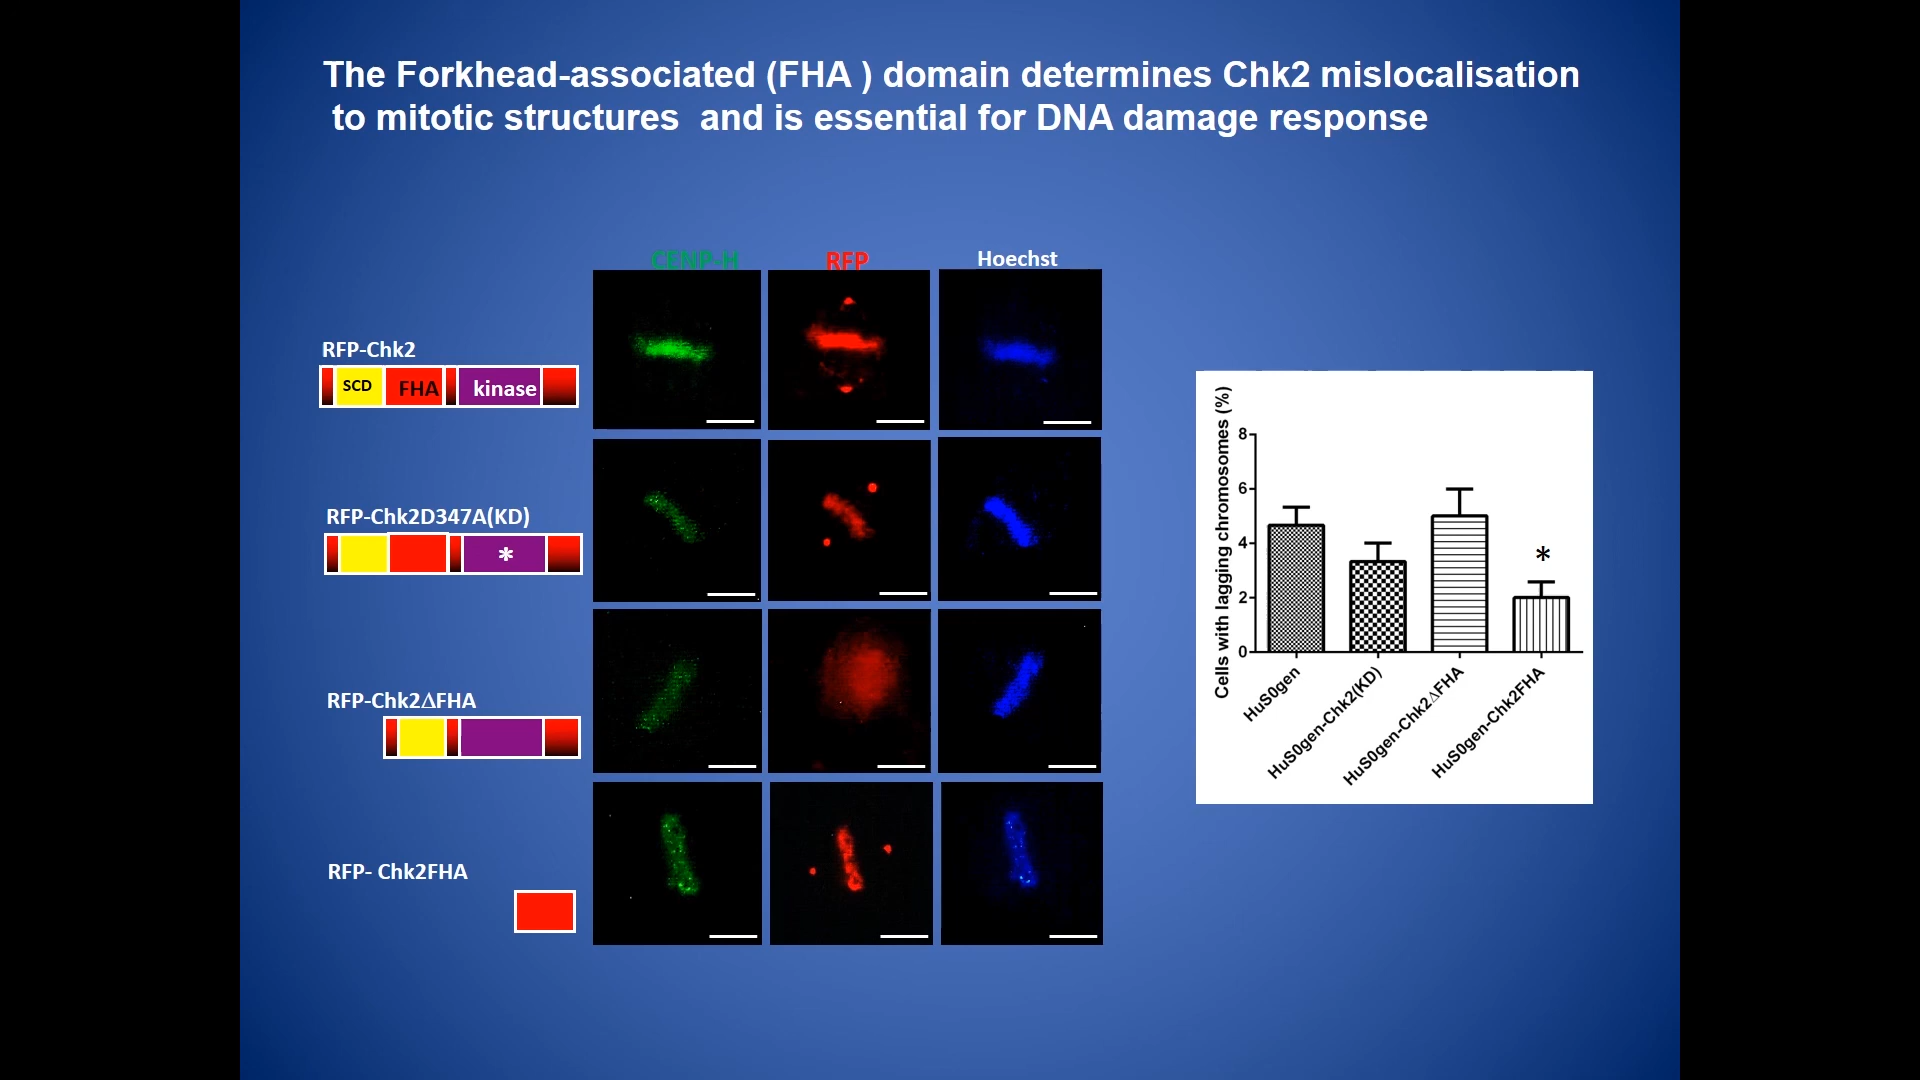 The Forkhead-associated (FHA ) domain determines Chk2 mislocalisation
to mitotic structures  and is essential for DNA damage response
CENP-H
RFP
Hoechst
RFP-Chk2
SCD
FHA
kinase
RFP-Chk2D347A(KD)
*
RFP-Chk2ΔFHA
RFP- Chk2FHA
Cells with lagging chromosomes (%)
8
6
4
2
0
*
HuS0gen
HuS0gen-Chk2(KD)
HuS0gen-Chk2ΔFHA
HuS0gen-Chk2FHA